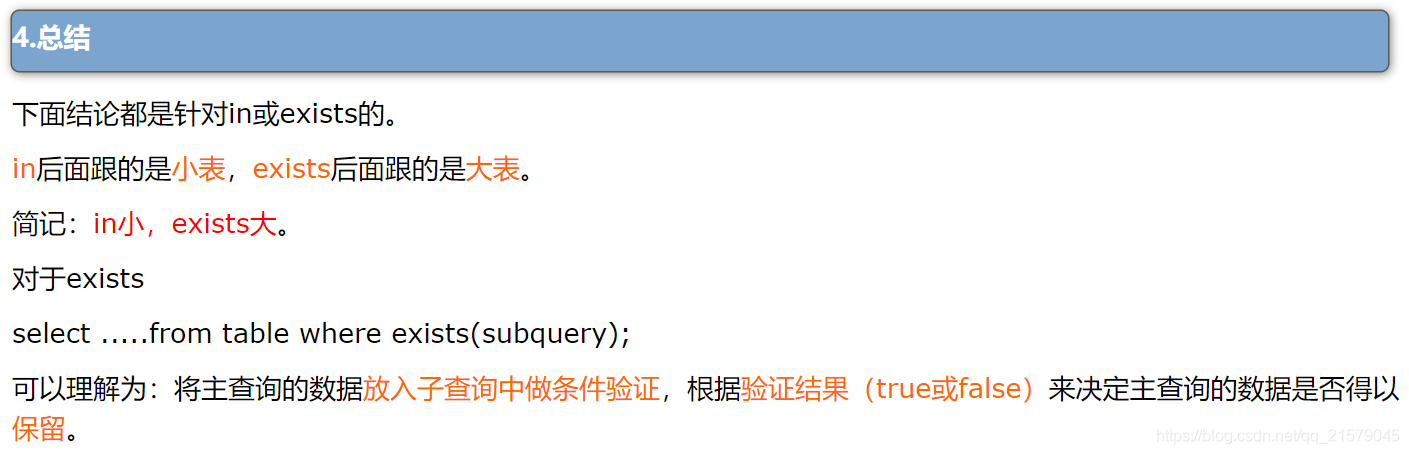 4.总结
下面结论都是针对in或exists的。
in后面跟的是小表，exists后面跟的是大表。
简记：in小，exists大。
对于exists
select .....from table where exists(subquery);
可以理解为：将主查询的数据放入子查询中做条件验证，根据验证结果（true或false）来决定主查询的数据是否得以
保留。
https://blog.csdn.net/qq_21579045